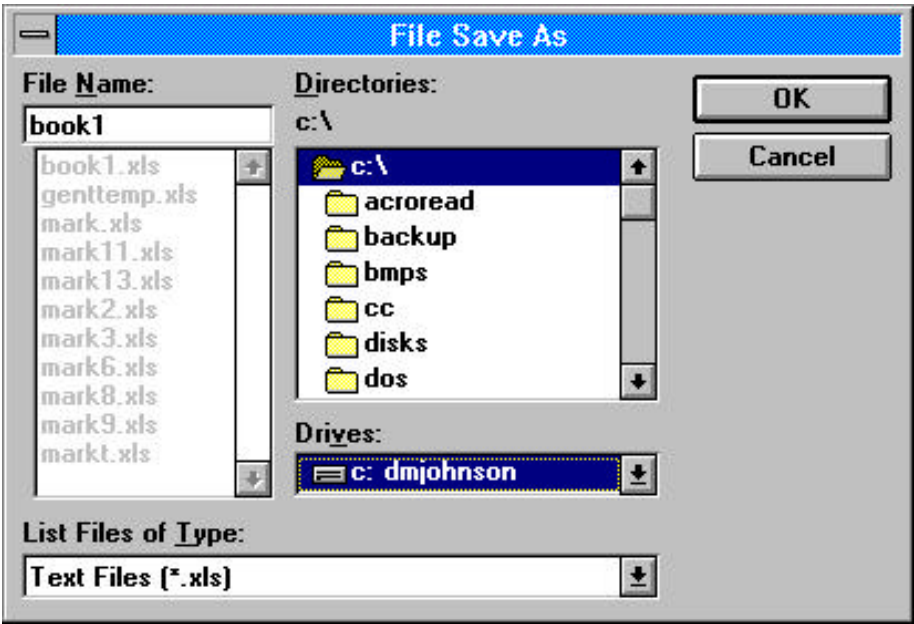 File Save As
File Name:
book1
book1.xls
genttemp.xls
mark.xls
mark11.xls
mark13.xls
mark2.xls
mark3.xls
mark6.xls
mark8.xls
mark9.xls
markt.xls
List Files of Type:
Text Files (*.xls)
Directories:
c:\
c:\
acroread
backup
bmps
cc
disks
dos
Drives:
c: dmjohnson
OK
Cancel